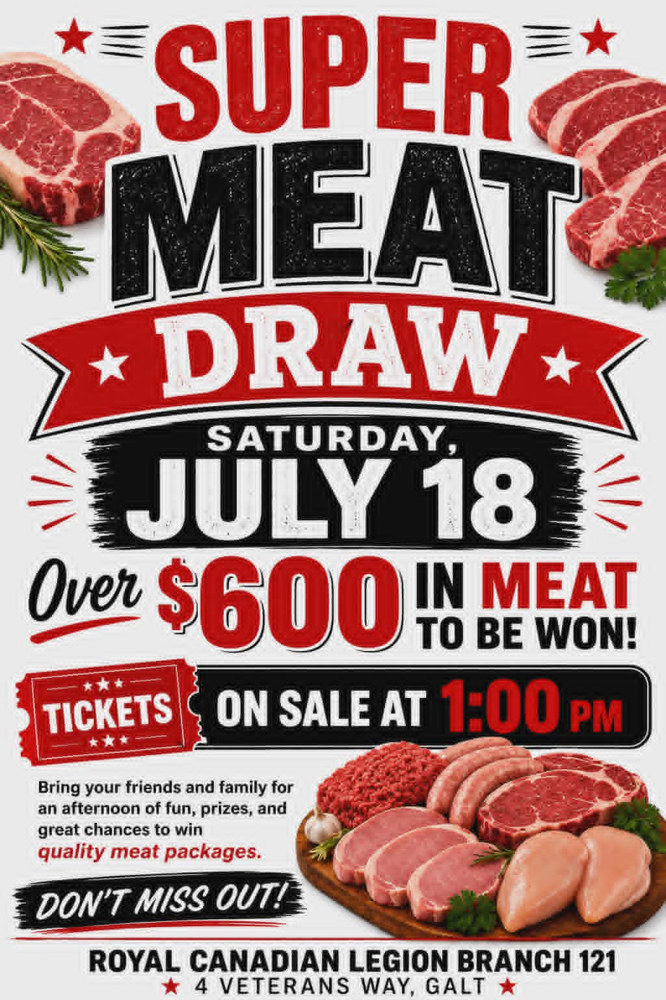 SUPER
MEAT
DRAW
SATURDAY,
JULY 18
Over $600 IN MEAT
TO BE WON!
TICKETS
ON SALE AT 1:00 PM
Bring your friends and family for
an afternoon of fun, prizes, and
great chances to win
quality meat packages.
DON'T MISS OUT!
ROYAL CANADIAN LEGION BRANCH 121
4 VETERANS WAY, GALT